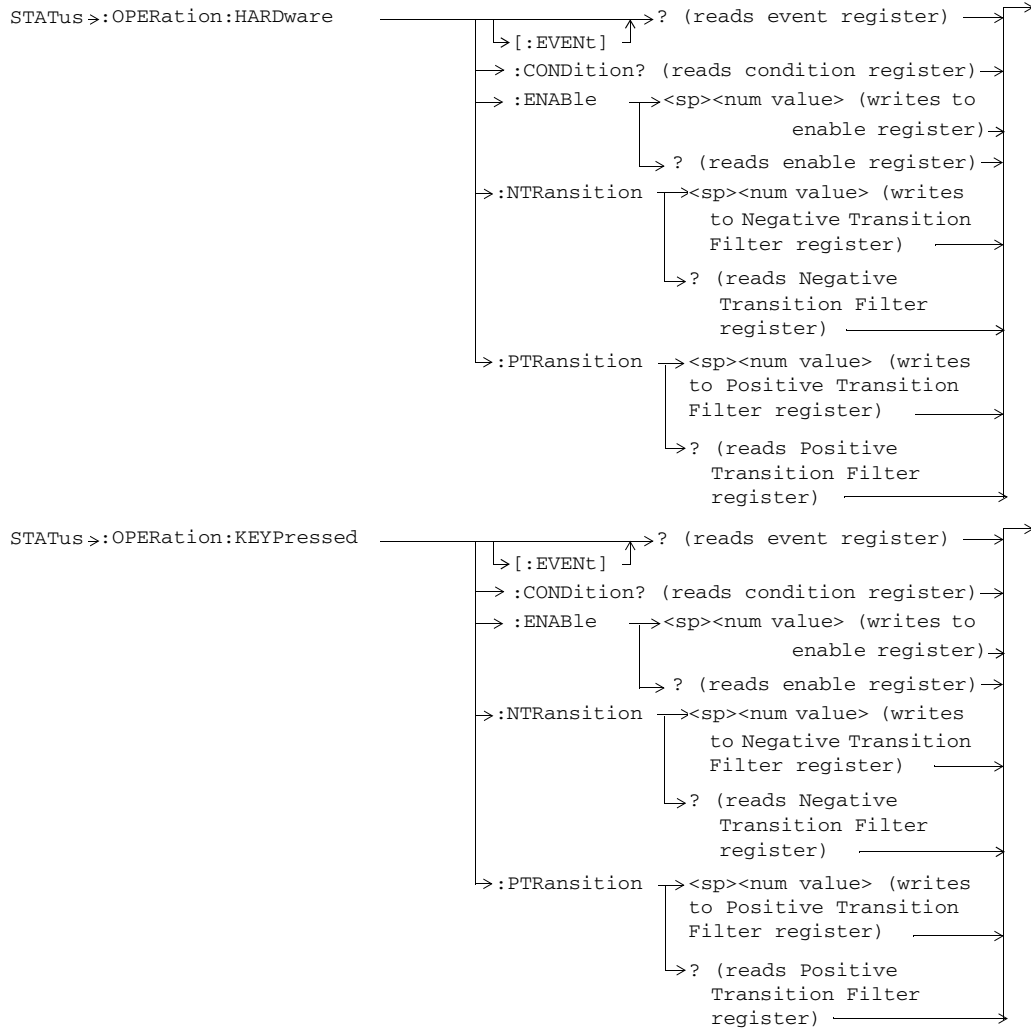 STATus :OPERation:HARDware ? (reads event register)
[:EVENt]
:CONDition? (reads condition register)
:ENABle <sp><num value> (writes to
enable register)
? (reads enable register)
:NTRansition <sp><num value> (writes
to Negative Transition
Filter register)
? (reads Negative
Transition Filter
register)
:PTRansition <sp><num value> (writes
to Positive Transition
Filter register)
? (reads Positive
Transition Filter
register)
STATus :OPERation:KEYPressed ? (reads event register)
[:EVENt]
:CONDition? (reads condition register)
:ENABle <sp><num value> (writes to
enable register)
? (reads enable register)
:NTRansition <sp><num value> (writes
to Negative Transition
Filter register)
? (reads Negative
Transition Filter
register)
:PTRansition <sp><num value> (writes
to Positive Transition
Filter register)
? (reads Positive
Transition Filter
register)